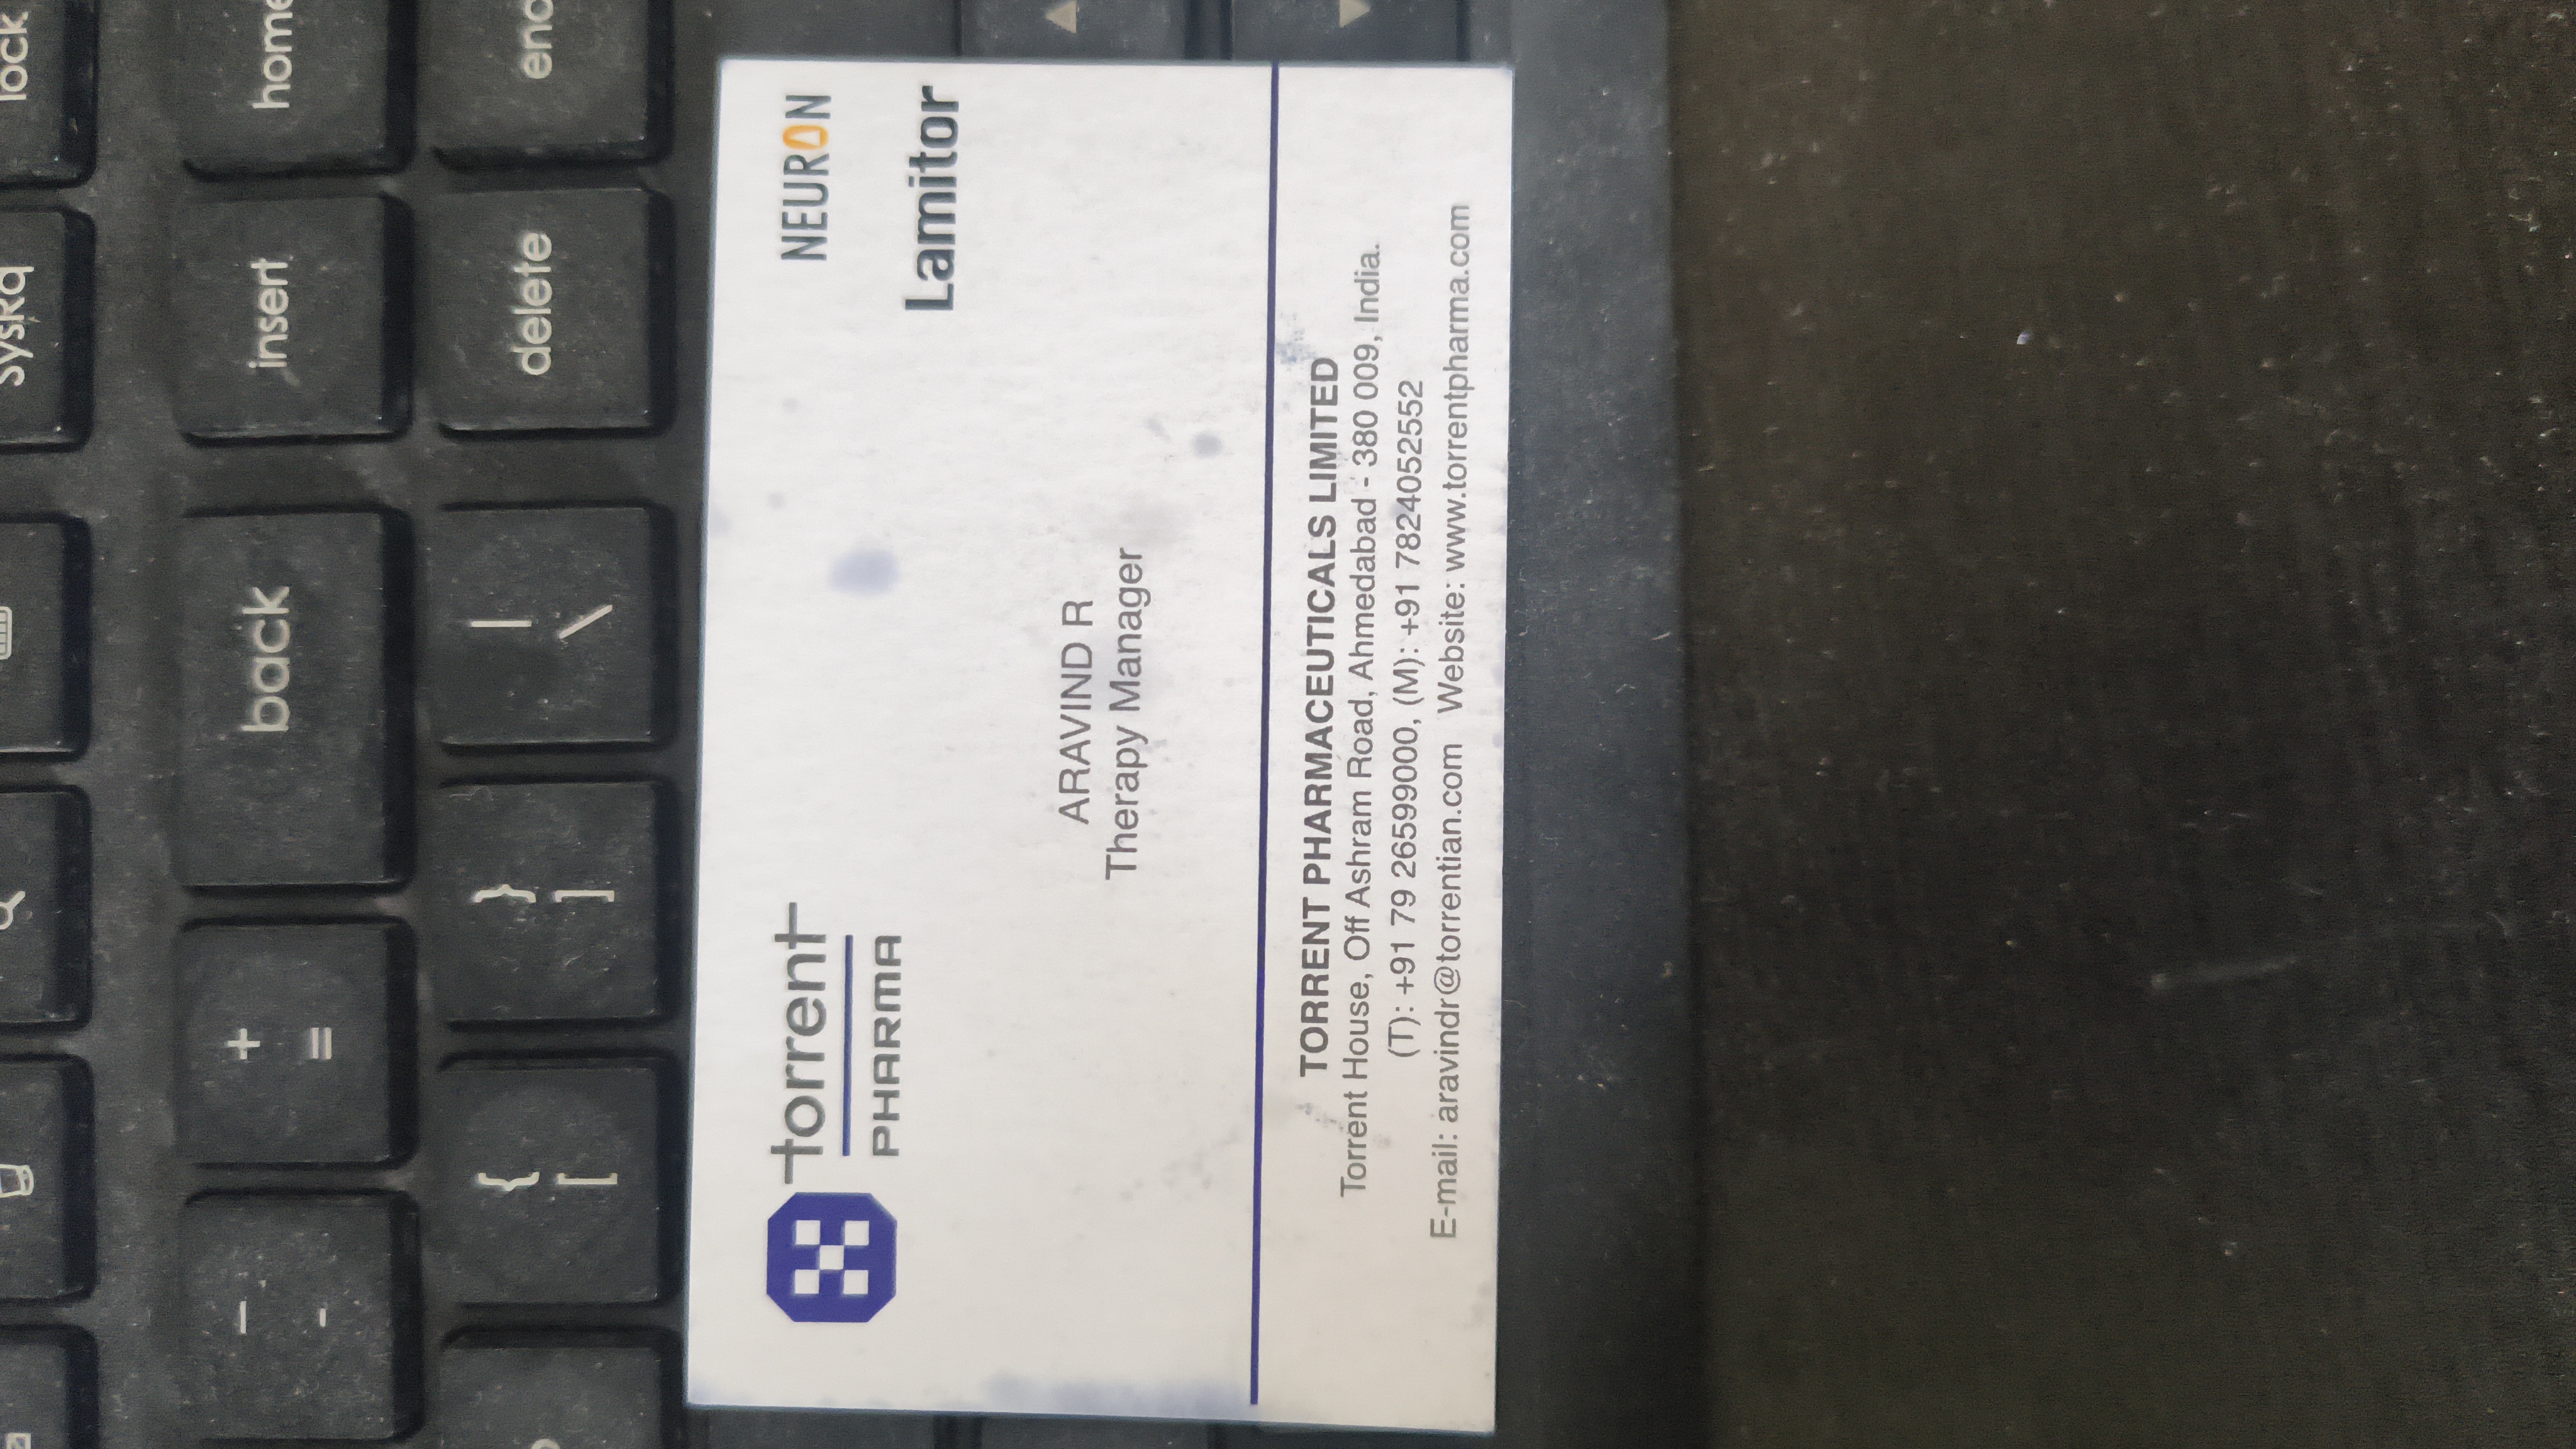 torrent
PHARMA
NEURON
Lamitor
ARAVIND R
Therapy Manager
TORRENT PHARMACEUTICALS LIMITED
Torrent House, Off Ashram Road, Ahmedabad - 380 009, India.
(T): +91 79 26599000, (M): +91 7824052552
E-mail: aravindr@torrentian.com Website: www.torrentpharma.com
lock
sysrq
home
insert
back
+
=
_
-
end
delete
|
\
}
]
{
[